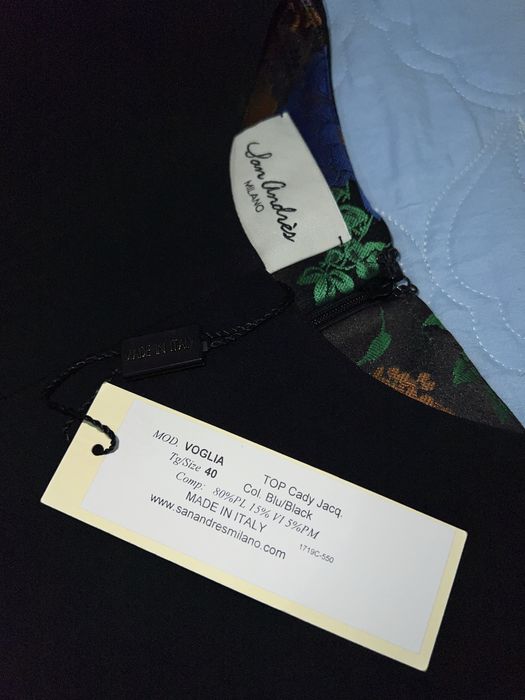 San Andrès
MILANO
MADE IN ITALY
MOD. VOGLIA
Tg/Size 40
TOP Cady Jacq.
Col. Blu/Black
Comp: 80%PL 15% VI 5%PM
MADE IN ITALY
www.sanandresmilano.com
1719C-550